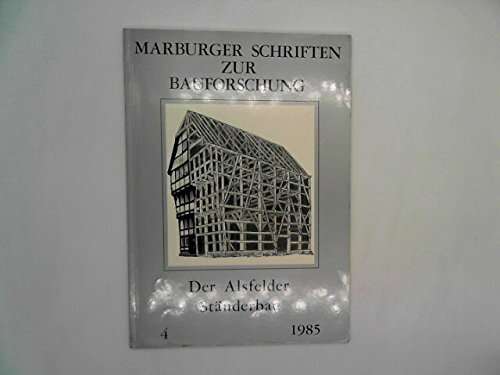 MARBURGER SCHRIFTEN
ZUR
BAUFORSCHUNG
Der Alsfelder
Ständerbau
4 1985